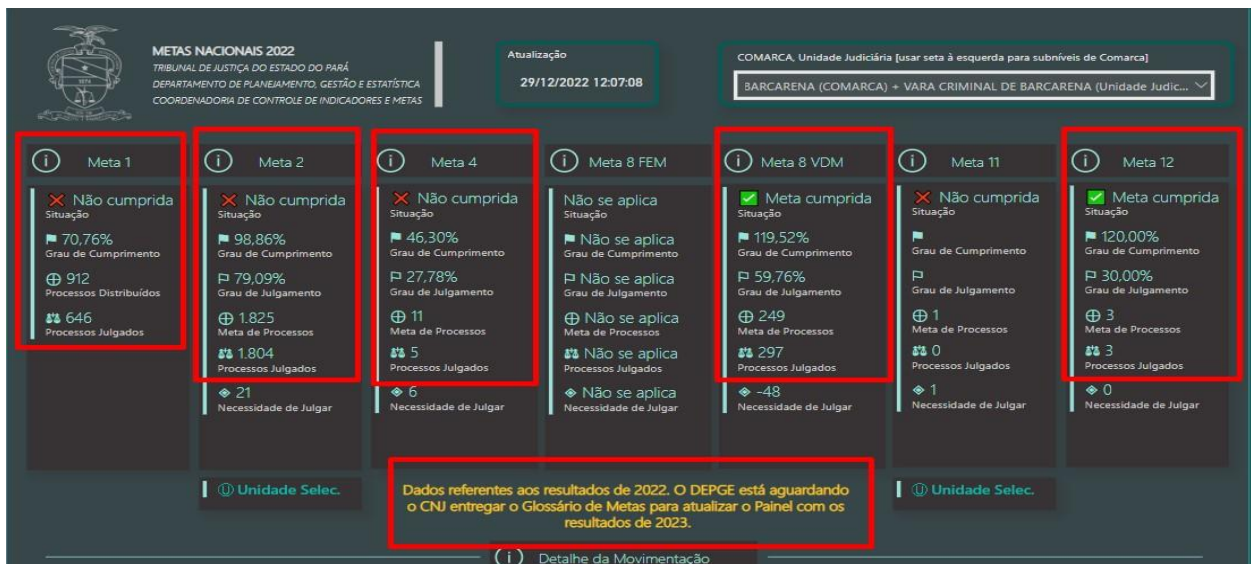 METAS NACIONAIS 2022
TRIBUNAL DE JUSTIÇA DO ESTADO DO PARÁ
DEPARTAMENTO DE PLANEJAMENTO, GESTÃO E ESTATÍSTICA
COORDENADORIA DE CONTROLE DE INDICADORES E METAS
Atualização
29/12/2022 12:07:08
COMARCA, Unidade Judiciária [usar seta à esquerda para subníveis de Comarca]
BARCARENA (COMARCA) + VARA CRIMINAL DE BARCARENA (Unidade Judic...
Meta 1
Não cumprida
Situação
70,76%
Grau de Cumprimento
912
Processos Distribuídos
646
Processos Julgados
Meta 2
Não cumprida
Situação
98,86%
Grau de Cumprimento
79,09%
Grau de Julgamento
1.825
Meta de Processos
1.804
Processos Julgados
21
Necessidade de Julgar
Unidade Selec.
Meta 4
Não cumprida
Situação
46,30%
Grau de Cumprimento
27,78%
Grau de Julgamento
11
Meta de Processos
5
Processos Julgados
6
Necessidade de Julgar
Meta 8 FEM
Não se aplica
Situação
Não se aplica
Grau de Cumprimento
Não se aplica
Grau de Julgamento
Não se aplica
Meta de Processos
Não se aplica
Processos Julgados
Não se aplica
Necessidade de Julgar
Meta 8 VDM
Meta cumprida
Situação
119,52%
Grau de Cumprimento
59,76%
Grau de Julgamento
249
Meta de Processos
297
Processos Julgados
-48
Necessidade de Julgar
Meta 11
Não cumprida
Situação
Grau de Cumprimento
Grau de Julgamento
1
Meta de Processos
0
Processos Julgados
1
Necessidade de Julgar
Unidade Selec.
Meta 12
Meta cumprida
Situação
120,00%
Grau de Cumprimento
30,00%
Grau de Julgamento
3
Meta de Processos
3
Processos Julgados
0
Necessidade de Julgar
Dados referentes aos resultados de 2022. O DEPGE está aguardando
o CNJ entregar o Glossário de Metas para atualizar o Painel com os
resultados de 2023.
Detalhe da Movimentação